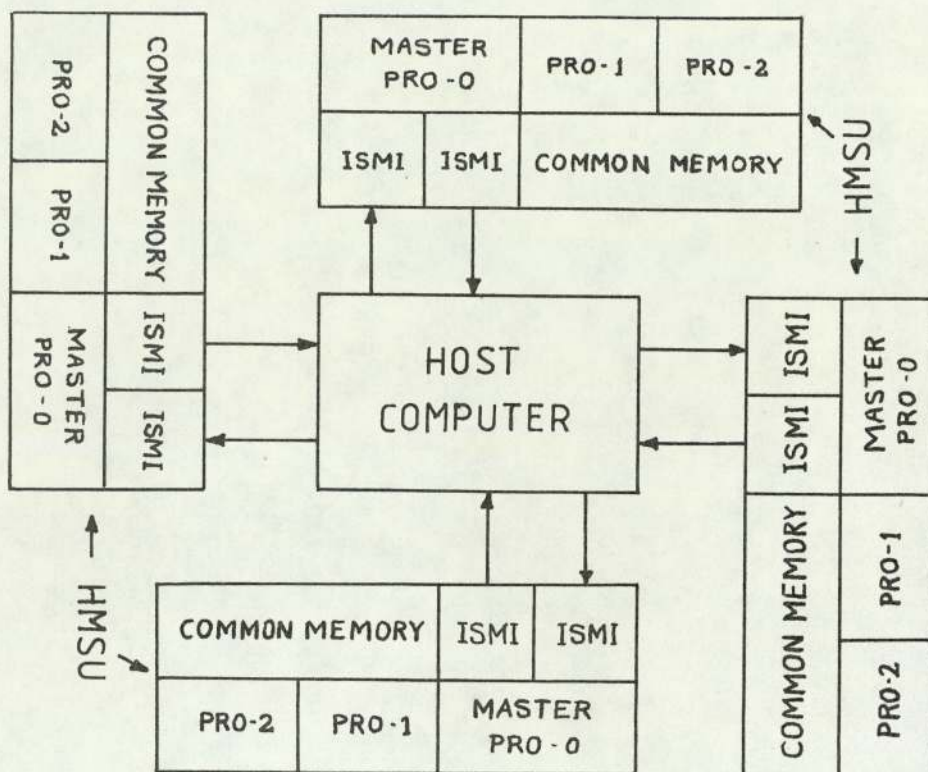 MASTER
PRO-0
PRO-1
PRO-2
ISMI
ISMI
COMMON MEMORY
HMSU
COMMON MEMORY
PRO-2
PRO-1
ISMI
ISMI
MASTER
PRO-0
HOST
COMPUTER
ISMI
ISMI
MASTER
PRO-0
COMMON MEMORY
PRO-1
PRO-2
HMSU
COMMON MEMORY
ISMI
ISMI
PRO-2
PRO-1
MASTER
PRO-0